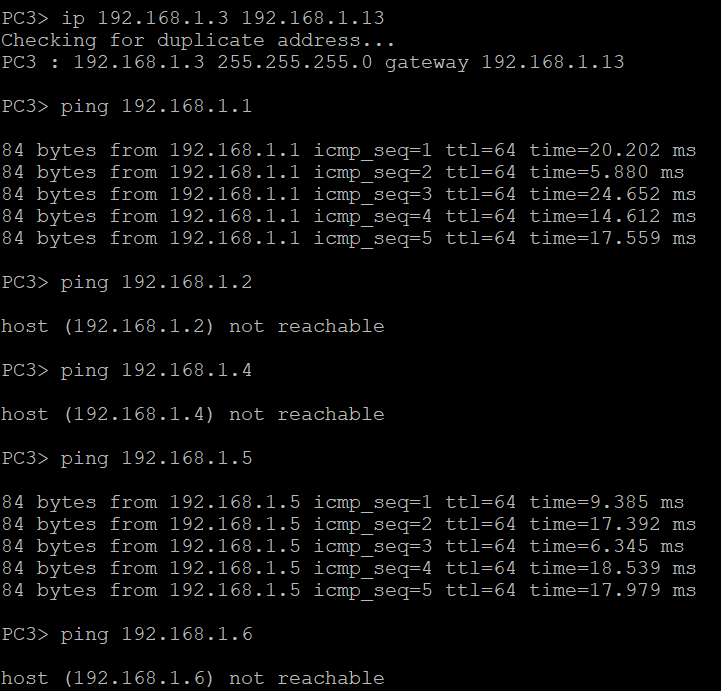 PC3> ip 192.168.1.3 192.168.1.13
Checking for duplicate address...
PC3 : 192.168.1.3 255.255.255.0 gateway 192.168.1.13
PC3> ping 192.168.1.1
84 bytes from 192.168.1.1 icmp_seq=1 ttl=64 time=20.202 ms
84 bytes from 192.168.1.1 icmp_seq=2 ttl=64 time=5.880 ms
84 bytes from 192.168.1.1 icmp_seq=3 ttl=64 time=24.652 ms
84 bytes from 192.168.1.1 icmp_seq=4 ttl=64 time=14.612 ms
84 bytes from 192.168.1.1 icmp_seq=5 ttl=64 time=17.559 ms
PC3> ping 192.168.1.2
host (192.168.1.2) not reachable
PC3> ping 192.168.1.4
host (192.168.1.4) not reachable
PC3> ping 192.168.1.5
84 bytes from 192.168.1.5 icmp_seq=1 ttl=64 time=9.385 ms
84 bytes from 192.168.1.5 icmp_seq=2 ttl=64 time=17.392 ms
84 bytes from 192.168.1.5 icmp_seq=3 ttl=64 time=6.345 ms
84 bytes from 192.168.1.5 icmp_seq=4 ttl=64 time=18.539 ms
84 bytes from 192.168.1.5 icmp_seq=5 ttl=64 time=17.979 ms
PC3> ping 192.168.1.6
host (192.168.1.6) not reachable